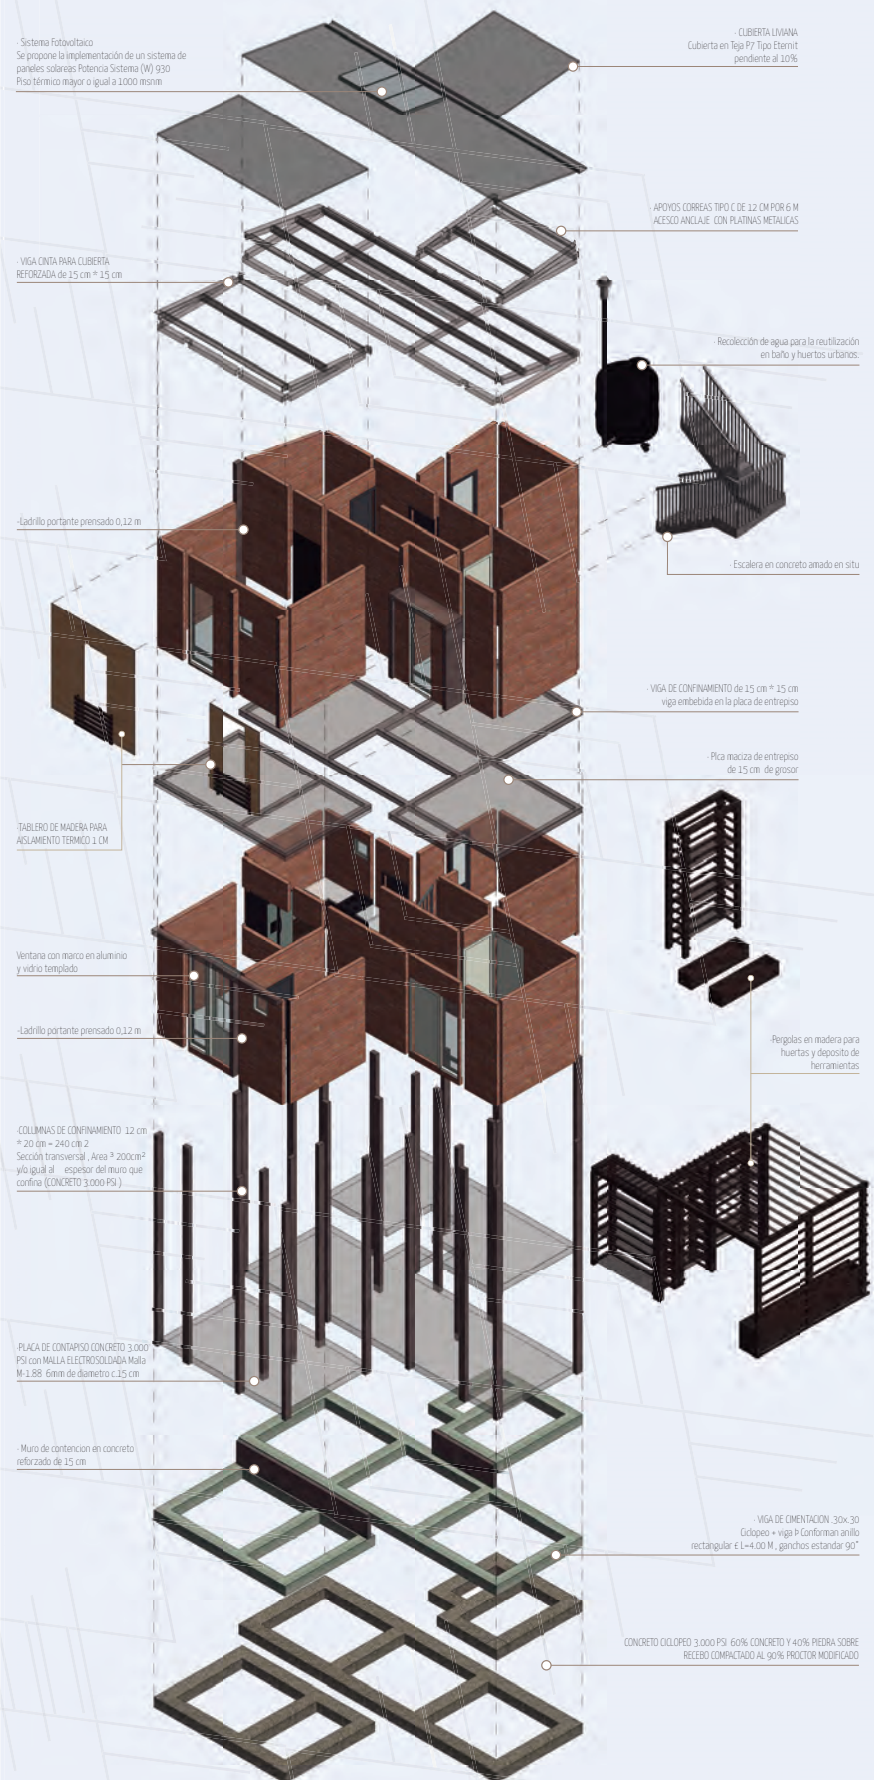 · Sistema Fotovoltaico
Se propone la implementación de un sistema de
paneles solareas Potencia Sistema (W) 930
Piso térmico mayor o igual a 1000 msnm
· CUBIERTA LIVIANA
Cubierta en Teja P7 Tipo Eternit
pendiente al 10%
· APOYOS CORREAS TIPO C DE 12 CM POR 6 M
ACESCO ANCLAJE CON PLATINAS METALICAS
· VIGA CINTA PARA CUBIERTA
REFORZADA de 15 cm * 15 cm
· Recolección de agua para la reutilización
en baño y huertos urbanos.
-Ladrillo portante prensado 0,12 m
· Escalera en concreto amado en situ
· VIGA DE CONFINAMIENTO de 15 cm * 15 cm
viga embebida en la placa de entrepiso
· Plca maciza de entrepiso
de 15 cm de grosor
·TABLERO DE MADERA PARA
AISLAMIENTO TERMICO 1 CM
Ventana con marco en aluminio
y vidrio templado
-Ladrillo portante prensado 0,12 m
·Pergolas en madera para
huertas y deposito de
herramientas
·COLUMNAS DE CONFINAMIENTO 12 cm
* 20 cm = 240 cm 2
Sección transversal , Area ³ 200cm²
y/o igual al espesor del muro que
confina (CONCRETO 3.000 PSI )
·PLACA DE CONTAPISO CONCRETO 3.000
PSI con MALLA ELECTROSOLDADA Malla
M-1.88 6mm de diametro c.15 cm
· Muro de contencion en concreto
reforzado de 15 cm
· VIGA DE CIMENTACION .30x.30
Ciclopeo + viga Þ Conforman anillo
rectangular £ L=4.00 M , ganchos estandar 90°
CONCRETO CICLOPEO 3.000 PSI 60% CONCRETO Y 40% PIEDRA SOBRE
RECEBO COMPACTADO AL 90% PROCTOR MODIFICADO